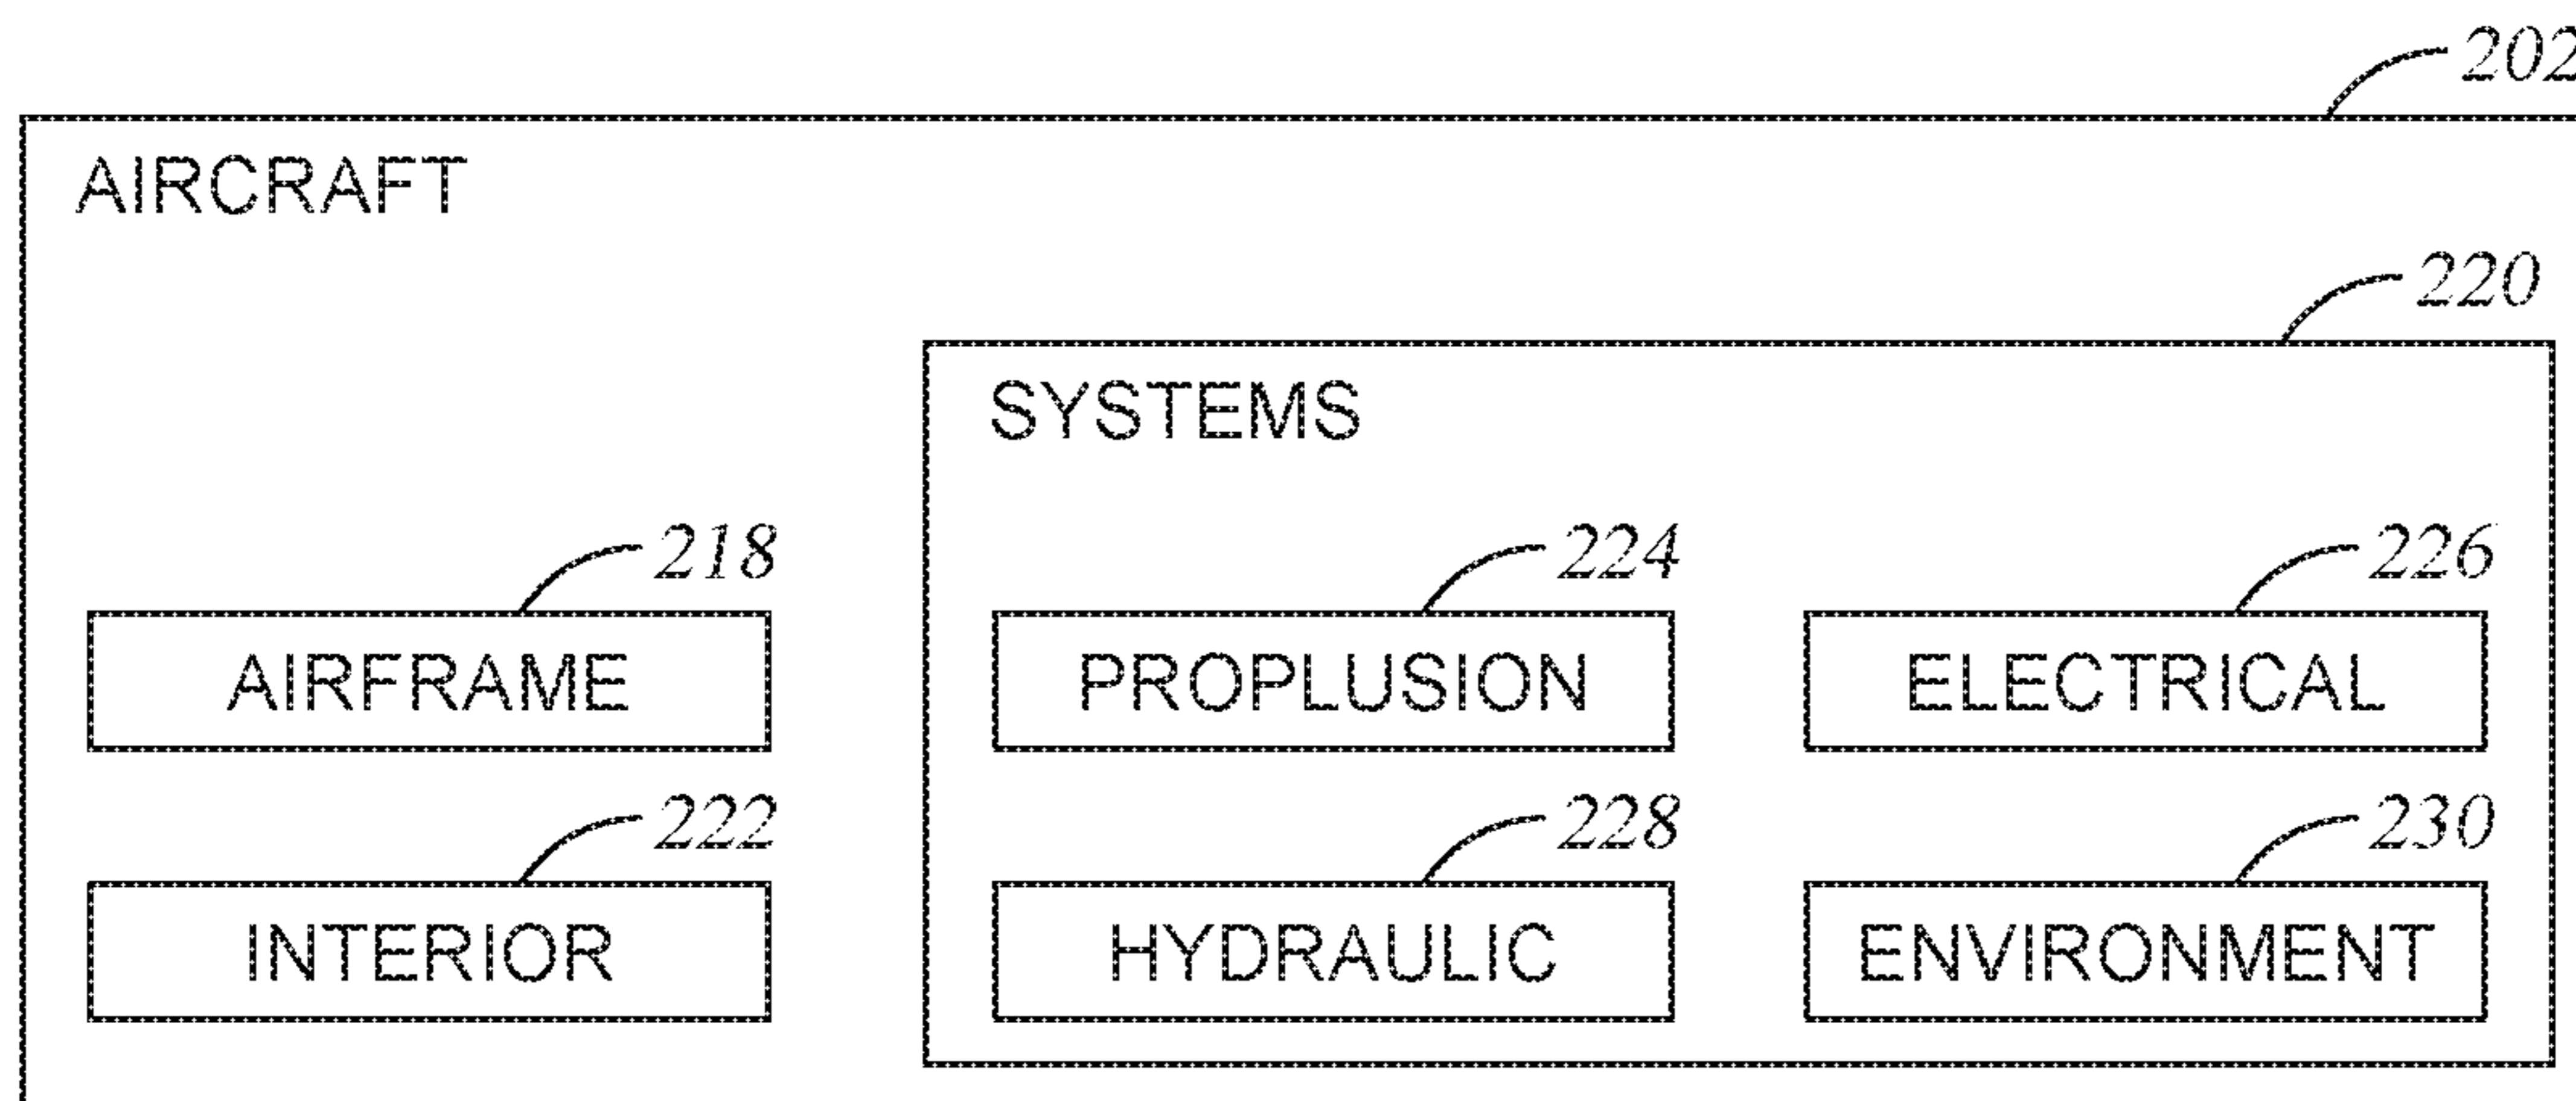 202
AIRCRAFT
220
SYSTEMS
218
224
226
AIRFRAME
PROPLUSION
ELECTRICAL
222
228
230
INTERIOR
HYDRAULIC
ENVIRONMENT